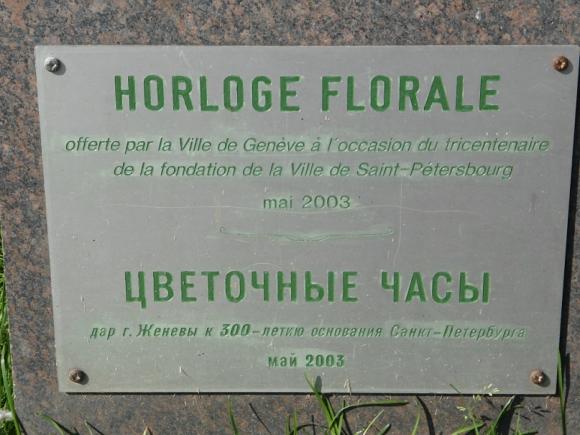 HORLOGE FLORALE
offerte par la Ville de Genève à l'occasion du tricentenaire
de la fondation de la Ville de Saint-Pétersbourg
mai 2003
ЦВЕТОЧНЫЕ ЧАСЫ
дар г. Женевы к 300-летию основания Санкт-Петербурга
май 2003